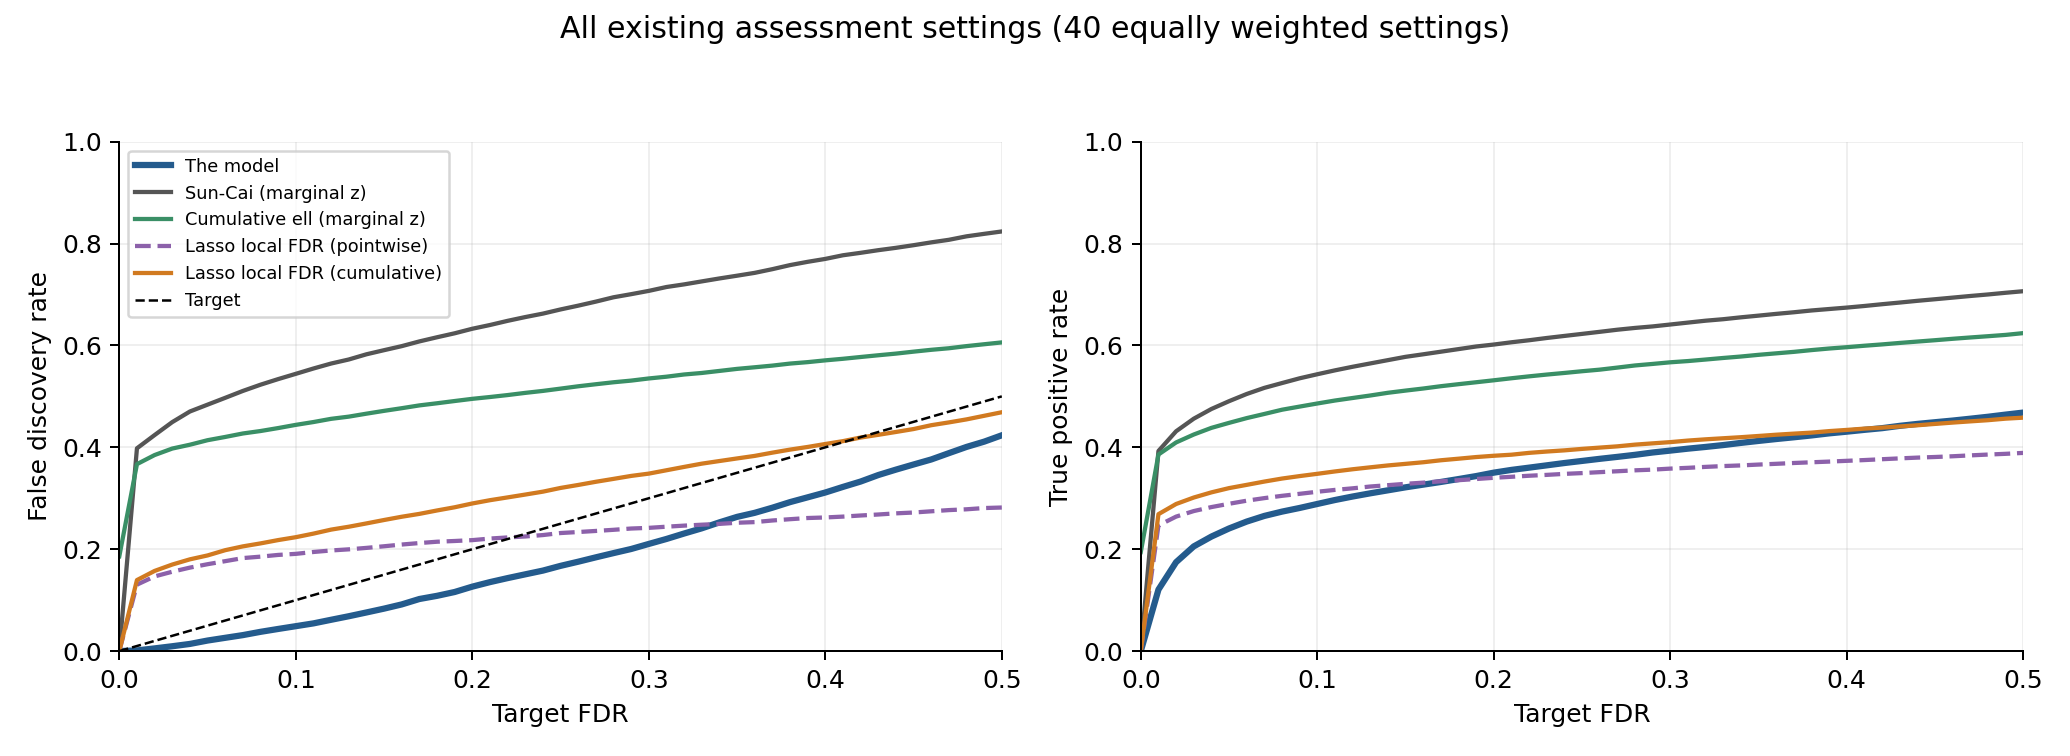 All existing assessment settings (40 equally weighted settings)
False discovery rate
1.0
0.8
0.6
0.4
0.2
0.0
The model
Sun-Cai (marginal z)
Cumulative ell (marginal z)
Lasso local FDR (pointwise)
Lasso local FDR (cumulative)
Target
0.0 0.1 0.2 0.3 0.4 0.5
Target FDR
True positive rate
1.0
0.8
0.6
0.4
0.2
0.0
0.0 0.1 0.2 0.3 0.4 0.5
Target FDR